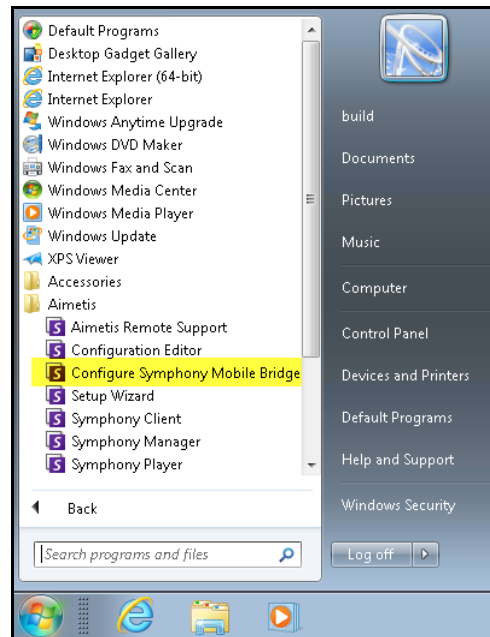 Default Programs
Desktop Gadget Gallery
Internet Explorer (64-bit)
Internet Explorer
Windows Anytime Upgrade
Windows DVD Maker
Windows Fax and Scan
Windows Media Center
Windows Media Player
Windows Update
XPS Viewer
Accessories
Aimetis
Aimetis Remote Support
Configuration Editor
Configure Symphony Mobile Bridge
Setup Wizard
Symphony Client
Symphony Manager
Symphony Player
Back
Search programs and files
build
Documents
Pictures
Music
Computer
Control Panel
Devices and Printers
Default Programs
Help and Support
Windows Security
Log off